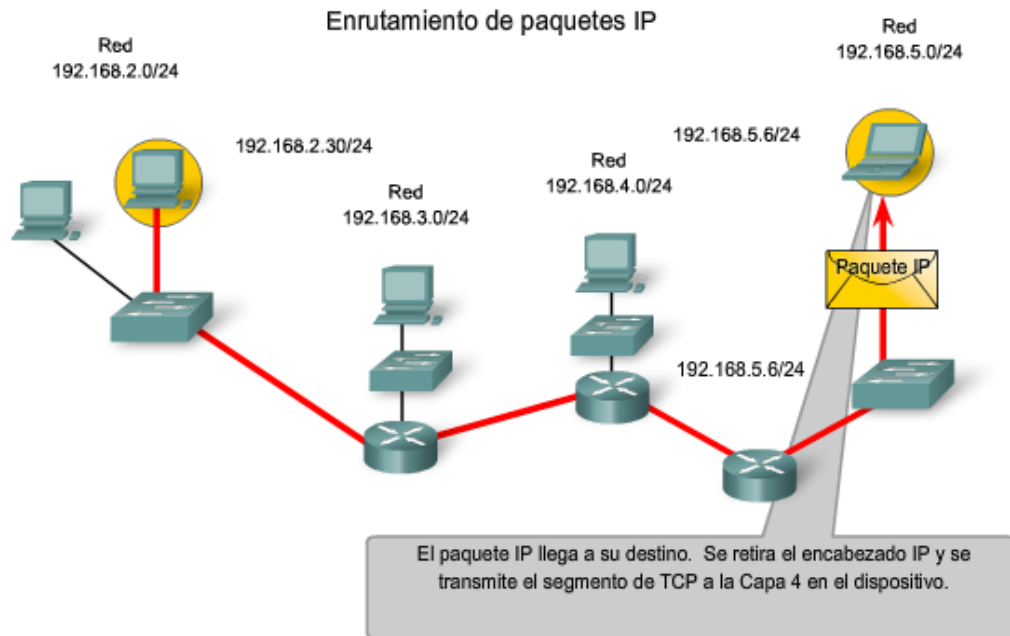 Enrutamiento de paquetes IP
Red
192.168.2.0/24
Red
192.168.5.0/24
192.168.2.30/24
192.168.5.6/24
Red
192.168.3.0/24
Red
192.168.4.0/24
Paquete IP
192.168.5.6/24
El paquete IP llega a su destino. Se retira el encabezado IP y se
transmite el segmento de TCP a la Capa 4 en el dispositivo.